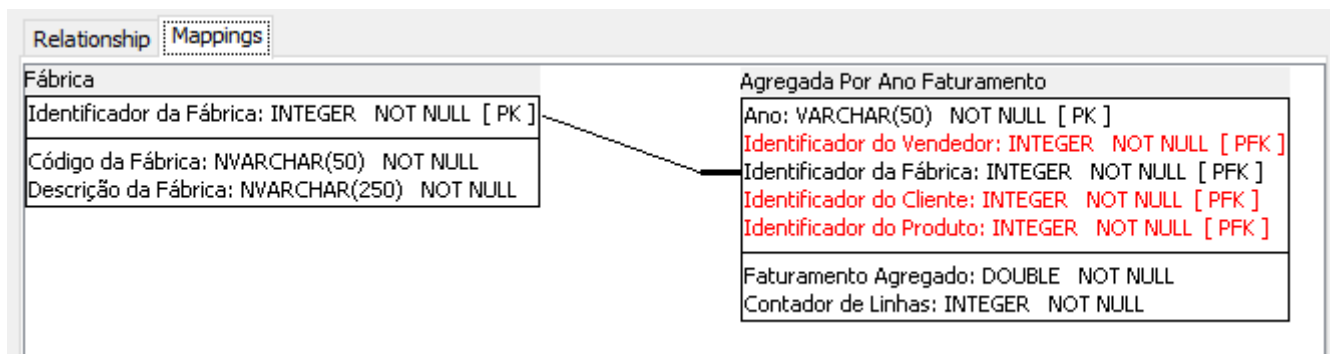 Relationship Mappings
Fábrica
Identificador da Fábrica: INTEGER NOT NULL [ PK ]
Código da Fábrica: NVARCHAR(50) NOT NULL
Descrição da Fábrica: NVARCHAR(250) NOT NULL
Agregada Por Ano Faturamento
Ano: VARCHAR(50) NOT NULL [ PK ]
Identificador do Vendedor: INTEGER NOT NULL [ PFK ]
Identificador da Fábrica: INTEGER NOT NULL [ PFK ]
Identificador do Cliente: INTEGER NOT NULL [ PFK ]
Identificador do Produto: INTEGER NOT NULL [ PFK ]
Faturamento Agregado: DOUBLE NOT NULL
Contador de Linhas: INTEGER NOT NULL